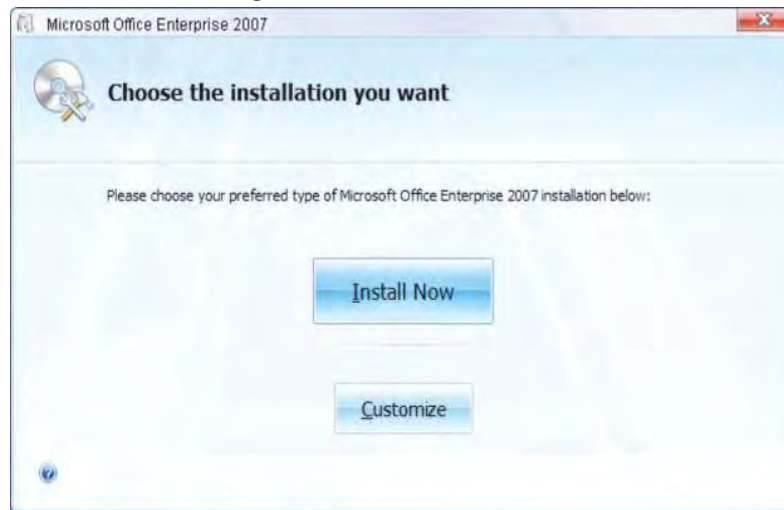 Microsoft Office Enterprise 2007
Choose the installation you want
Please choose your preferred type of Microsoft Office Enterprise 2007 installation below:
Install Now
Customize